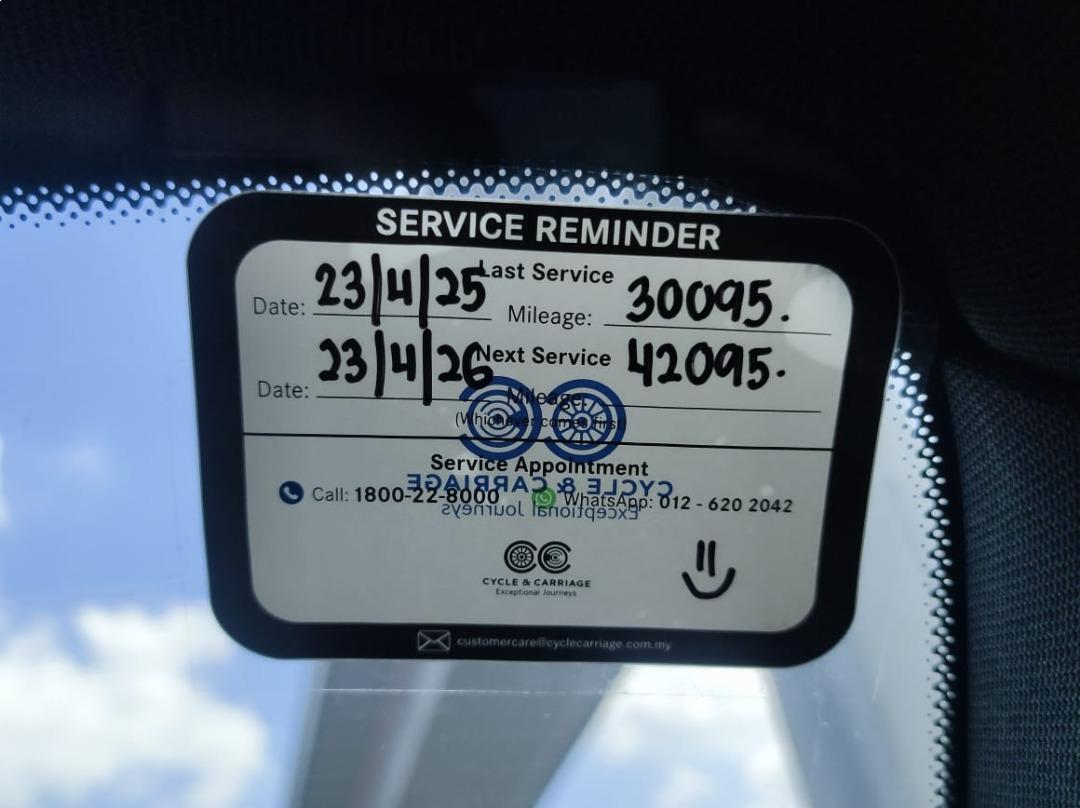 SERVICE REMINDER
Last Service
Date: 23/4/25 Mileage: 30095.
Next Service
Date: 23/4/26 Mileage: 42095.
(Whichever comes first)
Service Appointment
CYCLE & CARRIAGE
Call: 1800-22-8000 WhatsApp: 012 - 620 2042
Exceptional Journeys
CYCLE & CARRIAGE
Exceptional Journeys
customercare@cyclecarriage.com.my